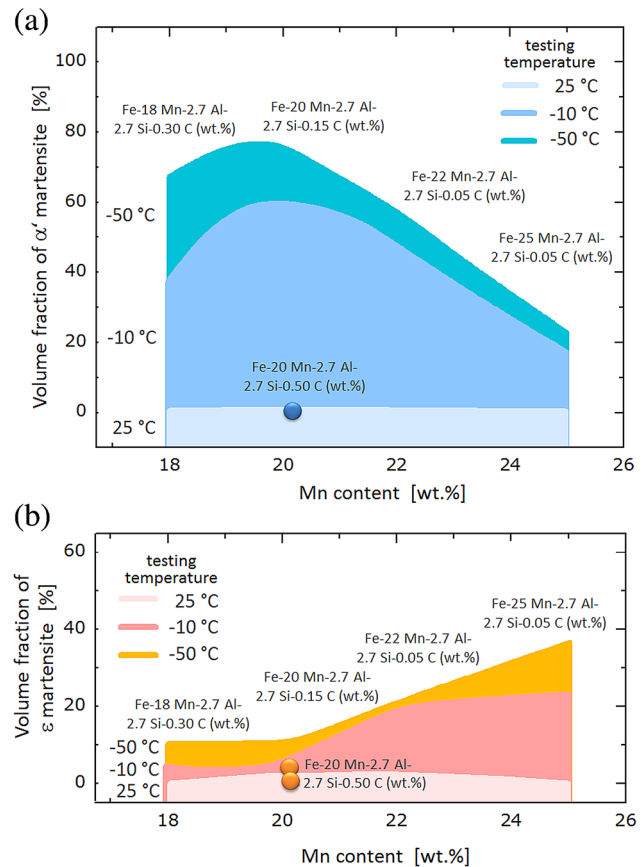 (a)
testing
temperature
25 °C
-10 °C
-50 °C
Fe-18 Mn-2.7 Al-
2.7 Si-0.30 C (wt.%)
Fe-20 Mn-2.7 Al-
2.7 Si-0.15 C (wt.%)
Fe-22 Mn-2.7 Al-
2.7 Si-0.05 C (wt.%)
Fe-25 Mn-2.7 Al-
2.7 Si-0.05 C (wt.%)
Fe-20 Mn-2.7 Al-
2.7 Si-0.50 C (wt.%)
-50 °C
-10 °C
25 °C
Volume fraction of α‘ martensite [%]
100
80
60
40
20
0
18
20
22
24
26
Mn content [wt.%]
(b)
testing
temperature
25 °C
-10 °C
-50 °C
Fe-25 Mn-2.7 Al-
2.7 Si-0.05 C (wt.%)
Fe-22 Mn-2.7 Al-
2.7 Si-0.05 C (wt.%)
Fe-20 Mn-2.7 Al-
2.7 Si-0.15 C (wt.%)
Fe-18 Mn-2.7 Al-
2.7 Si-0.30 C (wt.%)
Fe-20 Mn-2.7 Al-
2.7 Si-0.50 C (wt.%)
-50 °C
-10 °C
25 °C
Volume fraction of
ε martensite [%]
60
40
20
0
18
20
22
24
26
Mn content [wt.%]